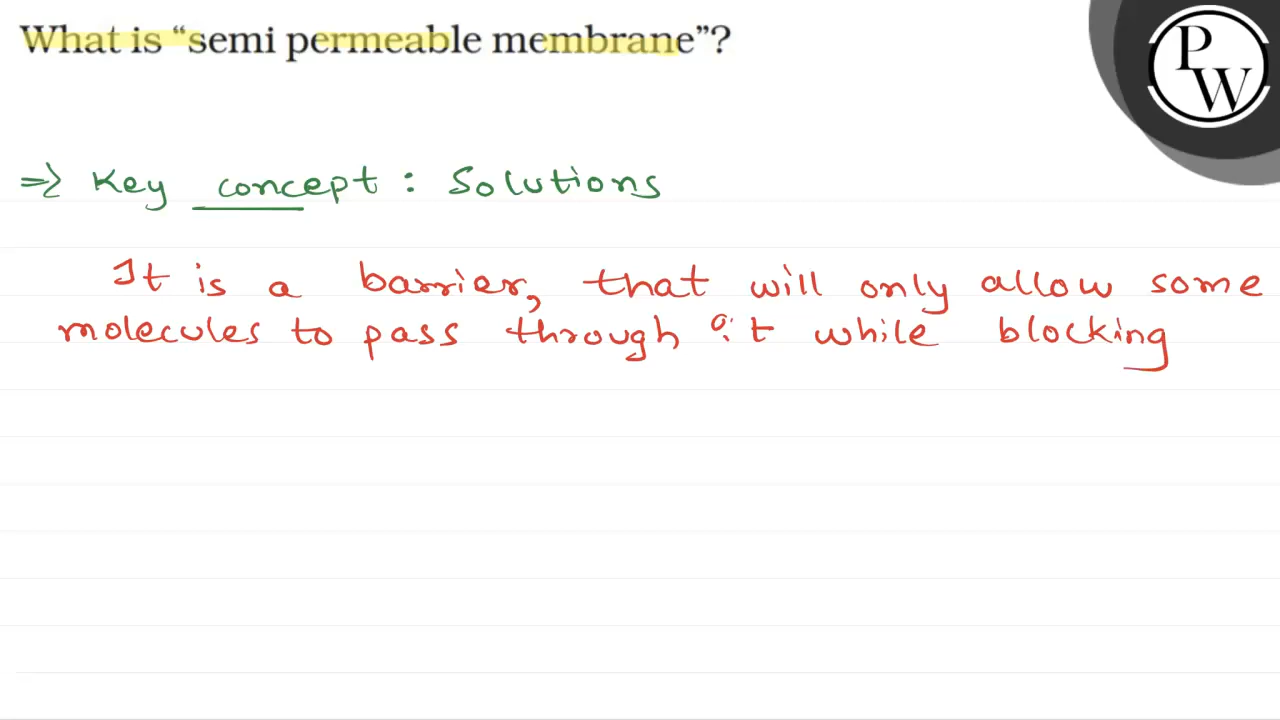 What is “semi permeable membrane”?
P
W
⇒ Key concept : Solutions
It is a barrier, that will only allow some
molecules to pass through it while blocking